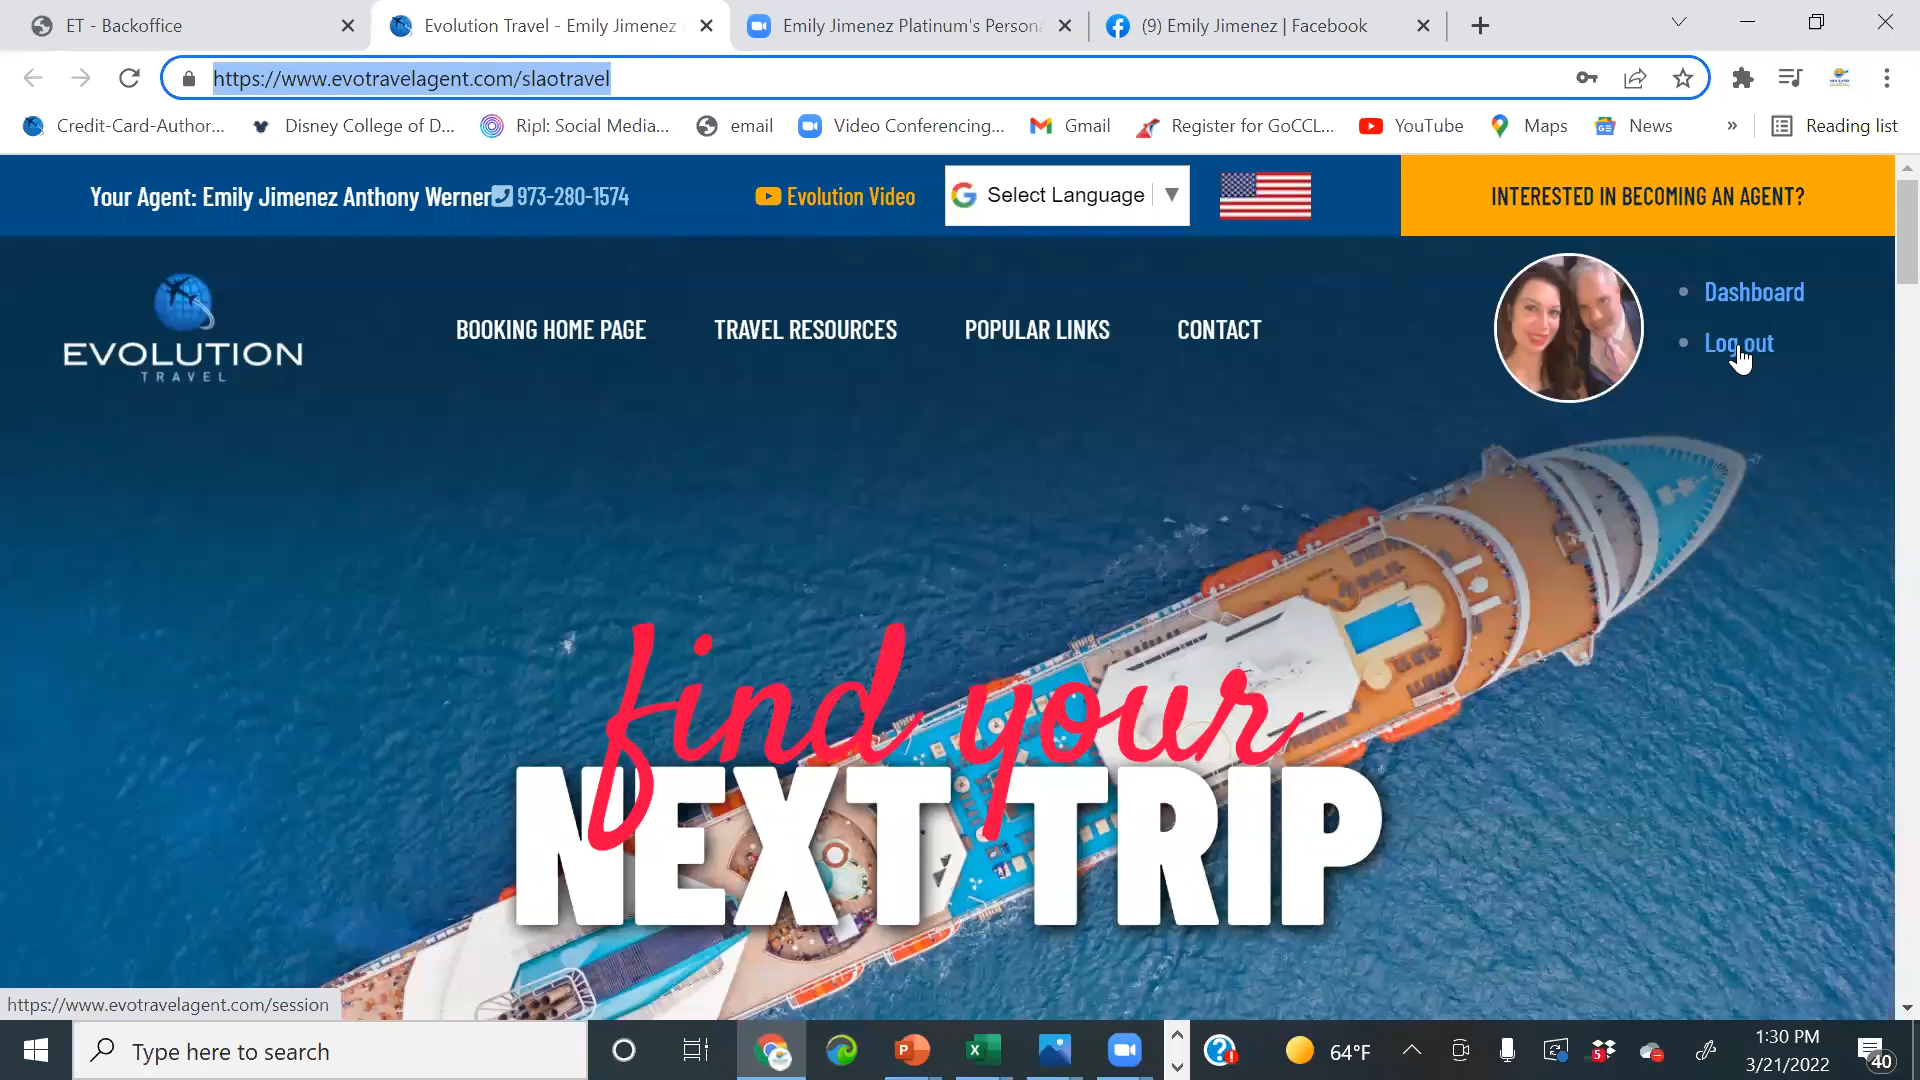 ET - Backoffice
Evolution Travel - Emily Jimenez
Emily Jimenez Platinum's Persona
(9) Emily Jimenez | Facebook
https://www.evotravelagent.com/slaotravel
Credit-Card-Author...
Disney College of D...
Ripl: Social Media...
email
Video Conferencing...
Gmail
Register for GoCCL...
YouTube
Maps
News
»
Reading list
Your Agent: Emily Jimenez Anthony Werner 973-280-1574
Evolution Video
Select Language
INTERESTED IN BECOMING AN AGENT?
EVOLUTION
TRAVEL
BOOKING HOME PAGE
TRAVEL RESOURCES
POPULAR LINKS
CONTACT
Dashboard
Log out
find your
NEXT TRIP
https://www.evotravelagent.com/session
Type here to search
64°F
5
1:30 PM
3/21/2022
40